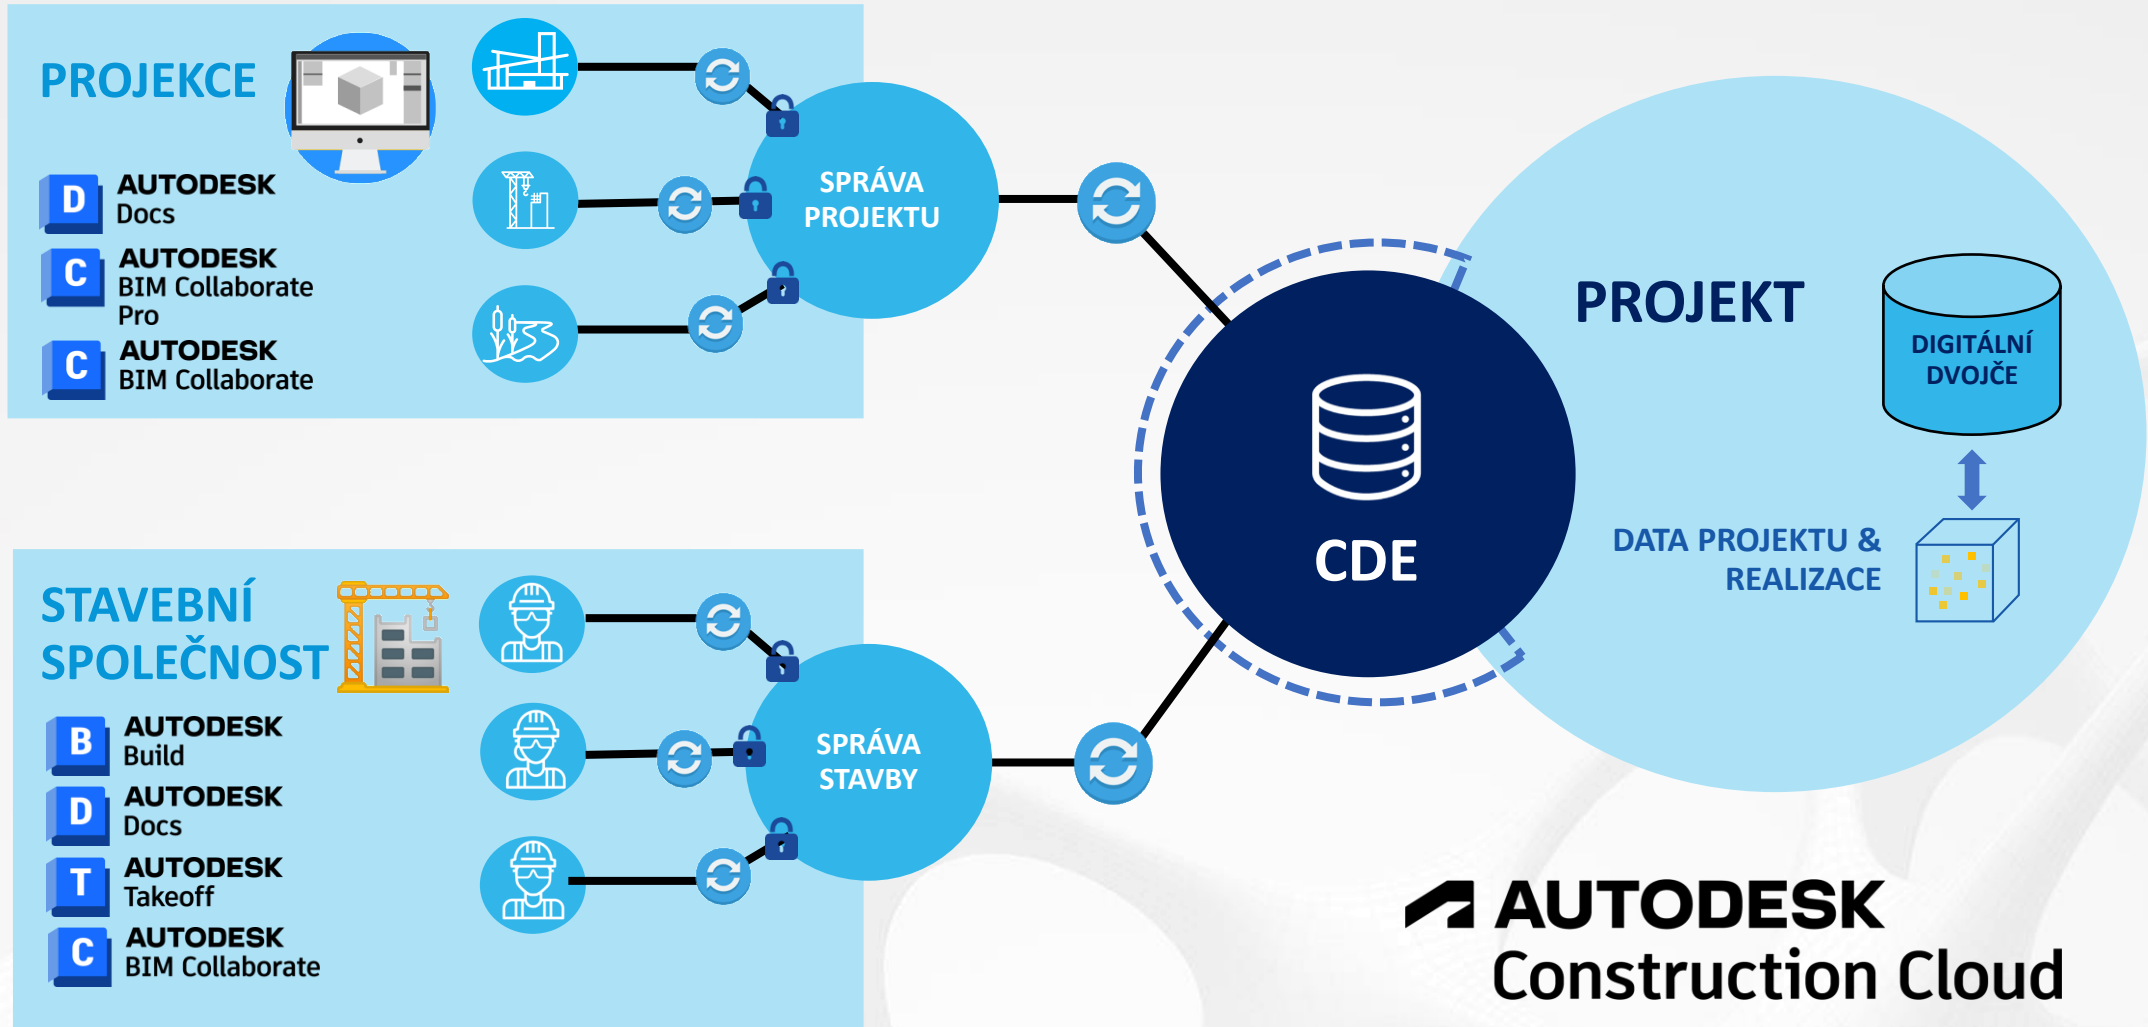 PROJEKCE
D
AUTODESK
Docs
C
AUTODESK
BIM Collaborate
Pro
C
AUTODESK
BIM Collaborate
SPRÁVA
PROJEKTU
STAVEBNÍ
SPOLEČNOST
B
AUTODESK
Build
D
AUTODESK
Docs
T
AUTODESK
Takeoff
C
AUTODESK
BIM Collaborate
SPRÁVA
STAVBY
CDE
PROJEKT
DIGITÁLNÍ
DVOJČE
DATA PROJEKTU &
REALIZACE
AUTODESK
Construction Cloud